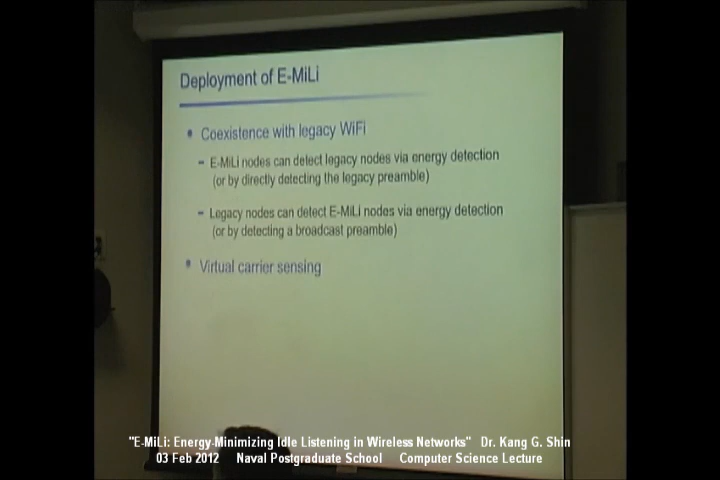 Deployment of E-MiLi
• Coexistence with legacy WiFi
– E-MiLi nodes can detect legacy nodes via energy detection
(or by directly detecting the legacy preamble)
– Legacy nodes can detect E-MiLi nodes via energy detection
(or by detecting a broadcast preamble)
• Virtual carrier sensing
"E-MiLi: Energy-Minimizing Idle Listening in Wireless Networks" Dr. Kang G. Shin
03 Feb 2012 Naval Postgraduate School Computer Science Lecture